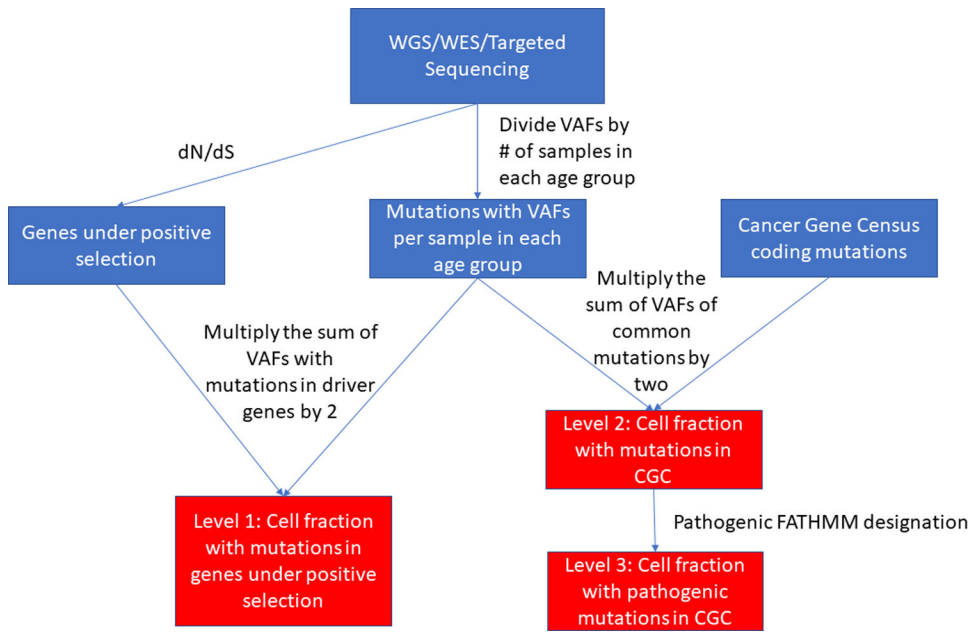 WGS/WES/Targeted
Sequencing
dN/dS
Divide VAFs by
# of samples in
each age group
Genes under positive
selection
Mutations with VAFs
per sample in each
age group
Cancer Gene Census
coding mutations
Multiply the sum of
VAFs with
mutations in driver
genes by 2
Multiply the
sum of VAFs of
common
mutations by
two
Level 2: Cell fraction
with mutations in
CGC
Level 1: Cell fraction
with mutations in
genes under positive
selection
Pathogenic FATHMM designation
Level 3: Cell fraction
with pathogenic
mutations in CGC